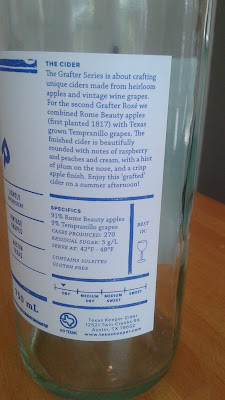 THE CIDER
The Grafter Series is about crafting
unique ciders made from heirloom
apples and vintage wine grapes.
For the second Grafter Rosé we
combined Rome Beauty apples
(first planted 1817) with Texas
grown Tempranillo grapes. The
finished cider is beautifully
rounded with notes of raspberry
and peaches and cream, with a hint
of plum on the nose, and a crisp
apple finish. Enjoy this 'grafted'
cider on a summer afternoon!
SPECIFICS
91% Rome Beauty apples
9% Tempranillo grapes
CASES PRODUCED: 270
RESIDUAL SUGAR: 5 g/L
SERVE AT: 42°F - 60°F
CONTAINS SULFITES
GLUTEN FREE
BEST
IN:
750 mL
DRY
MEDIUM
DRY
MEDIUM
SWEET
SWEET
GO TEXAN.
Texas Keeper Cider
12521 Twin Creeks Rd.
Austin, TX 78652
www.texaskeeper.com